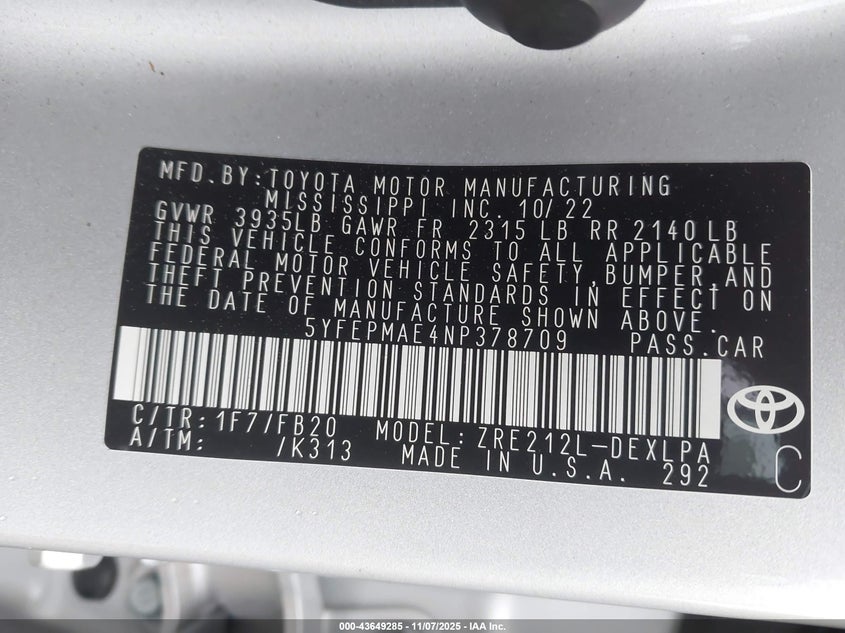 MFD.BY:TOYOTA MOTOR MANUFACTURING
MISSISSIPPI INC. 10/22
GVWR 3935LB GAWR FR 2315 LB RR 2140 LB
THIS VEHICLE CONFORMS TO ALL APPLICABLE
FEDERAL MOTOR VEHICLE SAFETY,BUMPER,AND
THEFT PREVENTION STANDARDS IN EFFECT ON
THE DATE OF MANUFACTURE SHOWN ABOVE.
5YFEPMAE4NP378709 PASS.CAR
C/TR:1F7/FB20 MODEL:ZRE212L-DEXLPA
A/TM: /K313 MADE IN U.S.A. 292
C
000-43649285 - 11/07/2025 - IAA Inc.